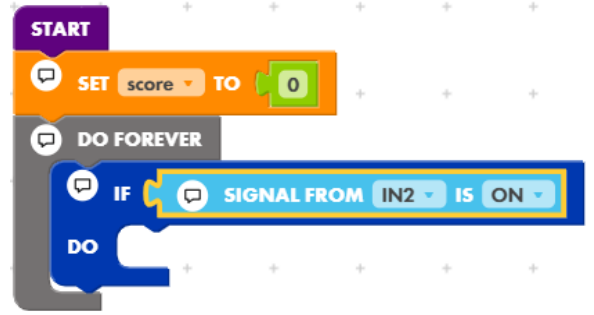 START
SET score TO 0
DO FOREVER
IF SIGNAL FROM IN2 IS ON
DO